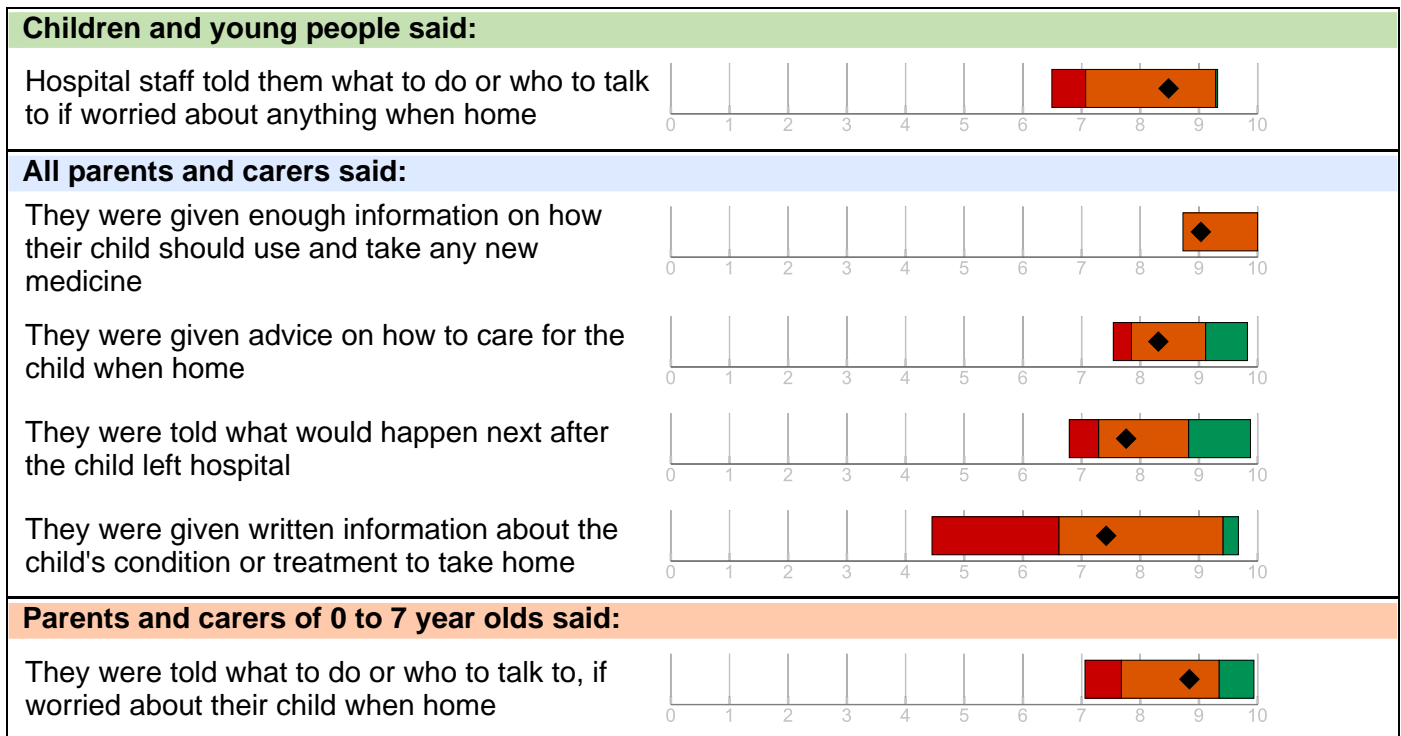 Children and young people said:
Hospital staff told them what to do or who to talk
to if worried about anything when home
0 1 2 3 4 5 6 7 8 9 10
All parents and carers said:
They were given enough information on how
their child should use and take any new
medicine
0 1 2 3 4 5 6 7 8 9 10
They were given advice on how to care for the
child when home
0 1 2 3 4 5 6 7 8 9 10
They were told what would happen next after
the child left hospital
0 1 2 3 4 5 6 7 8 9 10
They were given written information about the
child's condition or treatment to take home
0 1 2 3 4 5 6 7 8 9 10
Parents and carers of 0 to 7 year olds said:
They were told what to do or who to talk to, if
worried about their child when home
0 1 2 3 4 5 6 7 8 9 10